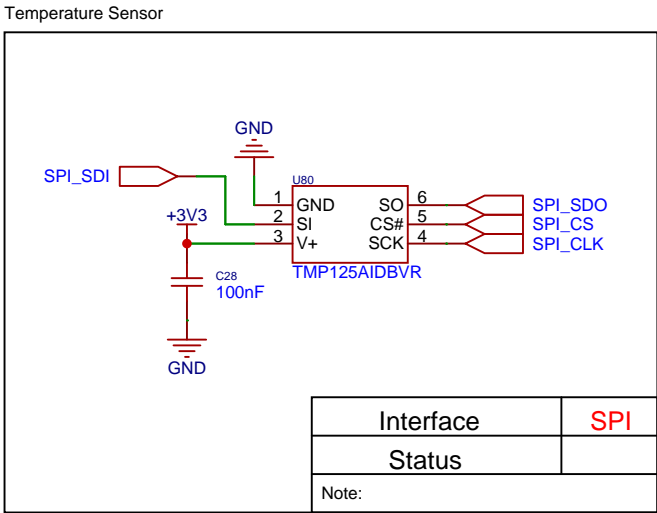 Temperature Sensor
GND
SPI_SDI
U80
1 GND SO 6 SPI_SDO
+3V3 2 SI CS# 5 SPI_CS
3 V+ SCK 4 SPI_CLK
TMP125AIDBVR
C28
100nF
GND
Interface SPI
Status
Note: